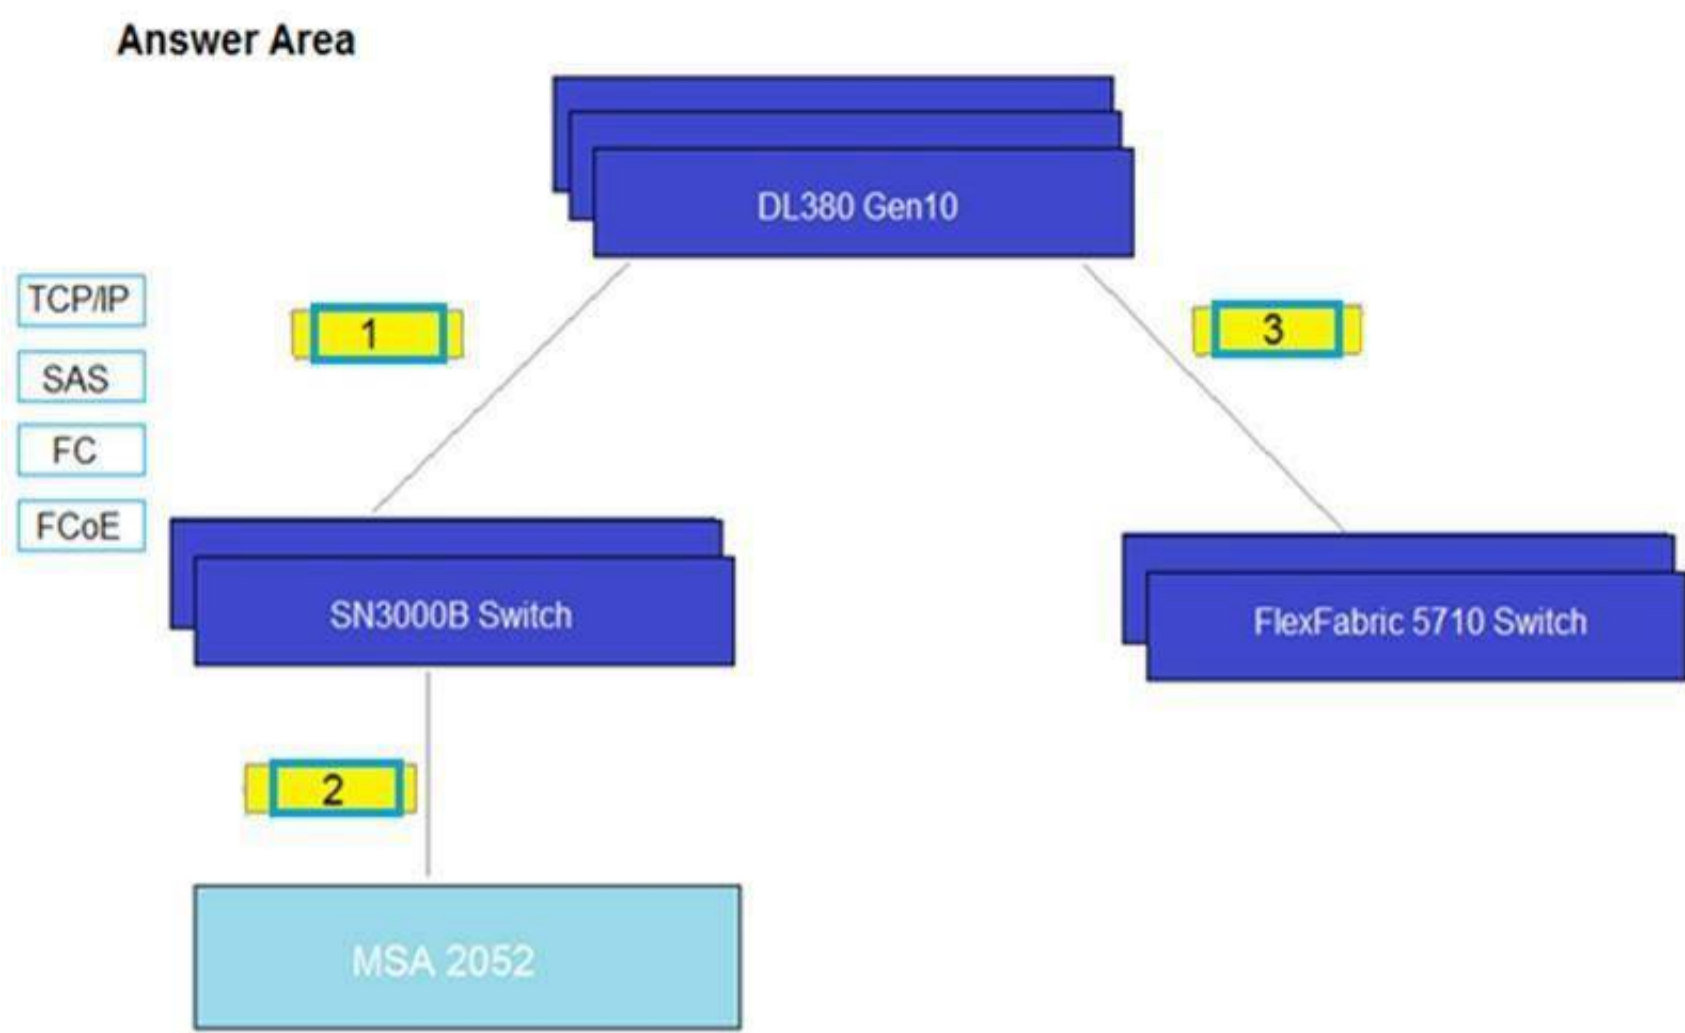 Answer Area
DL380 Gen10
TCP/IP
1
3
SAS
FC
FCoE
SN3000B Switch
FlexFabric 5710 Switch
2
MSA 2052